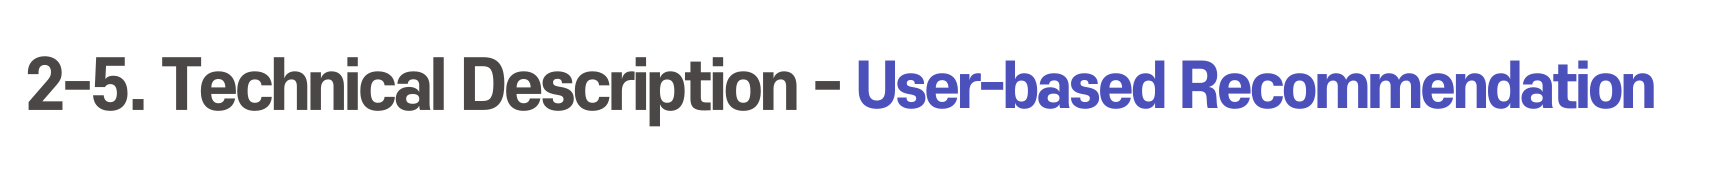 2-5. Technical Description - User-based Recommendation